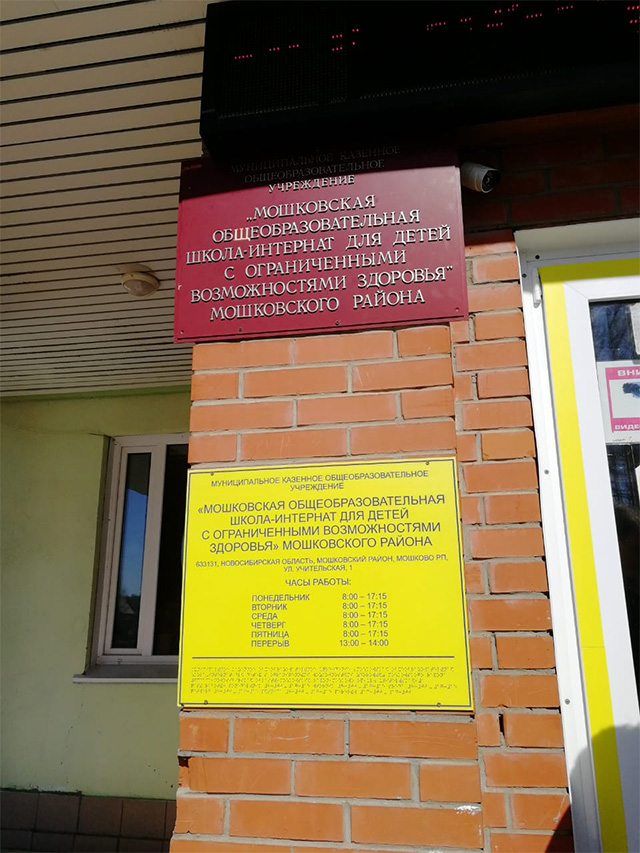 МУНИЦИПАЛЬНОЕ КАЗЕННОЕ
ОБЩЕОБРАЗОВАТЕЛЬНОЕ
УЧРЕЖДЕНИЕ
„МОШКОВСКАЯ
ОБЩЕОБРАЗОВАТЕЛЬНАЯ
ШКОЛА-ИНТЕРНАТ ДЛЯ ДЕТЕЙ
С ОГРАНИЧЕННЫМИ
ВОЗМОЖНОСТЯМИ ЗДОРОВЬЯ"
МОШКОВСКОГО РАЙОНА
МУНИЦИПАЛЬНОЕ КАЗЕННОЕ ОБЩЕОБРАЗОВАТЕЛЬНОЕ
УЧРЕЖДЕНИЕ
«МОШКОВСКАЯ ОБЩЕОБРАЗОВАТЕЛЬНАЯ
ШКОЛА-ИНТЕРНАТ ДЛЯ ДЕТЕЙ
С ОГРАНИЧЕННЫМИ ВОЗМОЖНОСТЯМИ
ЗДОРОВЬЯ» МОШКОВСКОГО РАЙОНА
633131, НОВОСИБИРСКАЯ ОБЛАСТЬ, МОШКОВСКИЙ РАЙОН, МОШКОВО РП,
УЛ. УЧИТЕЛЬСКАЯ, 1
ЧАСЫ РАБОТЫ:
ПОНЕДЕЛЬНИК 8:00 – 17:15
ВТОРНИК 8:00 – 17:15
СРЕДА 8:00 – 17:15
ЧЕТВЕРГ 8:00 – 17:15
ПЯТНИЦА 8:00 – 17:15
ПЕРЕРЫВ 13:00 – 14:00
ВНИ
ВИДЕ